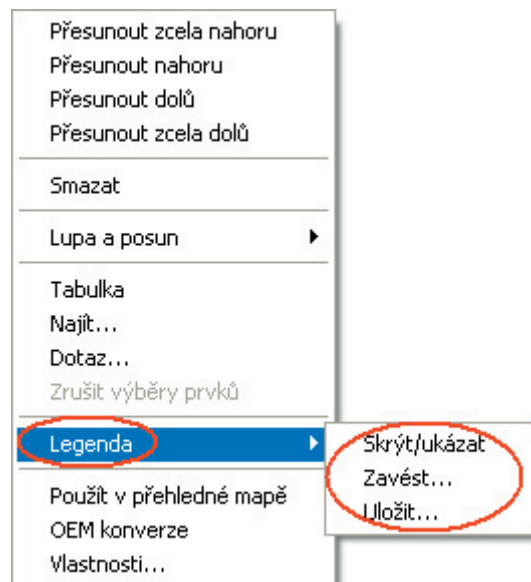 Přesunout zcela nahoru
Přesunout nahoru
Přesunout dolů
Přesunout zcela dolů
Smazat
Lupa a posun
Tabulka
Najít...
Dotaz...
Zrušit výběry prvků
Legenda
Skrýt/ukázat
Zavést...
Uložit...
Použít v přehledné mapě
OEM konverze
Vlastnosti...